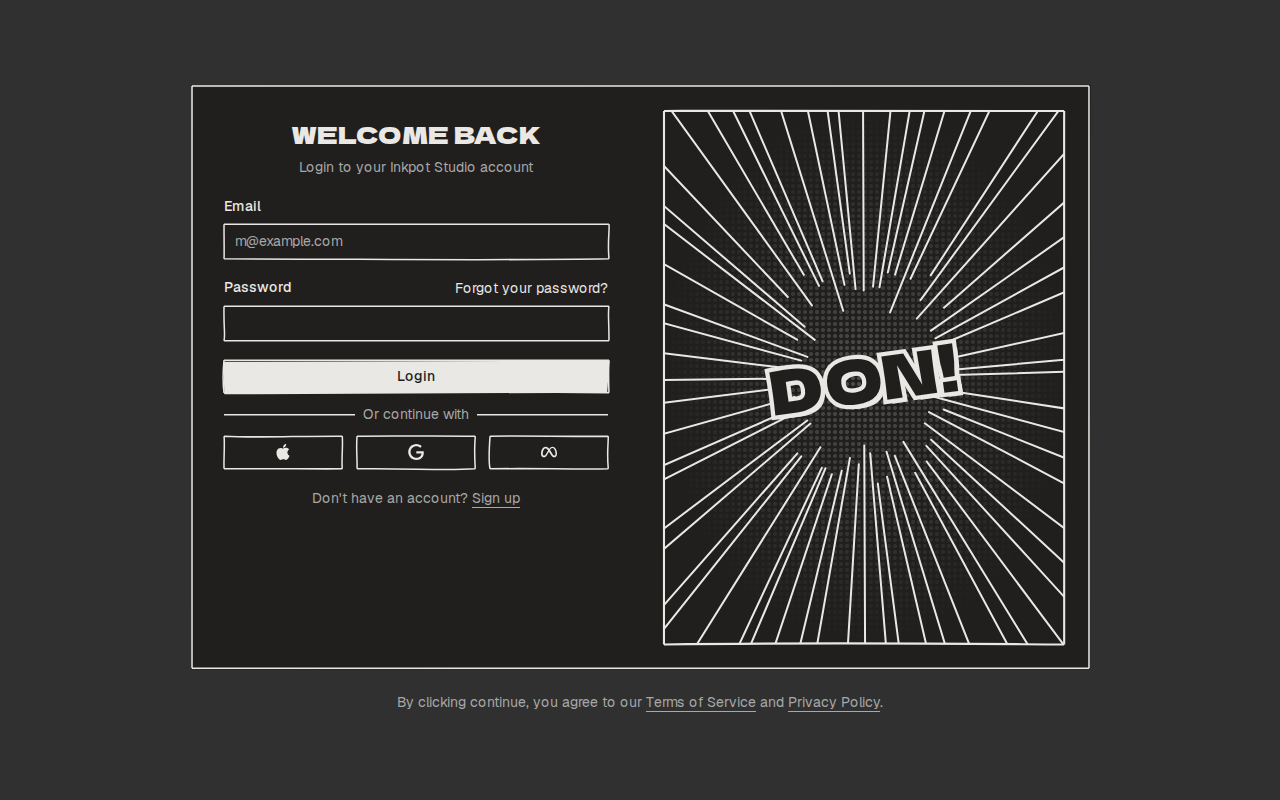 WELCOME BACK
Login to your Inkpot Studio account
Email
m@example.com
Password
Forgot your password?
Login
Or continue with
Don't have an account? Sign up
DON!
By clicking continue, you agree to our Terms of Service and Privacy Policy.